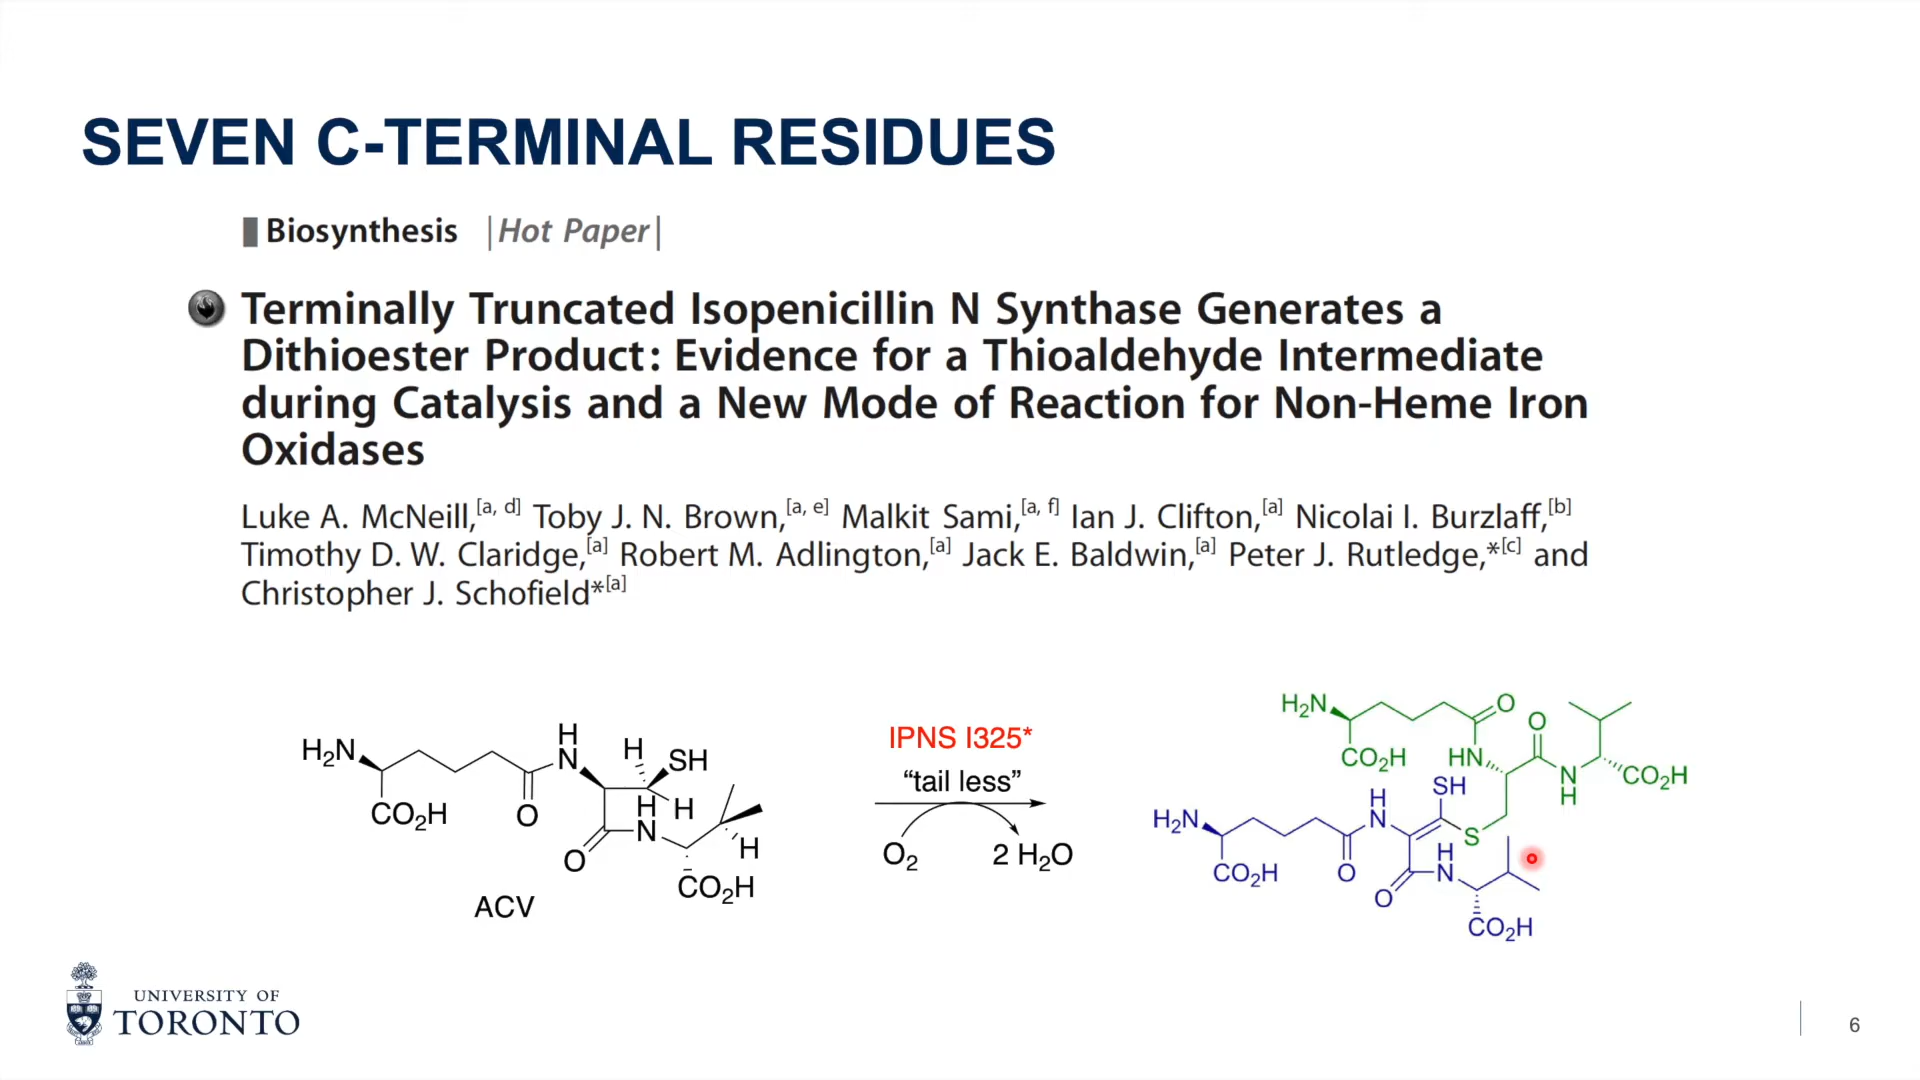 SEVEN C-TERMINAL RESIDUES
Biosynthesis |Hot Paper|
Terminally Truncated Isopenicillin N Synthase Generates a
Dithioester Product: Evidence for a Thioaldehyde Intermediate
during Catalysis and a New Mode of Reaction for Non-Heme Iron
Oxidases
Luke A. McNeill,[a, d] Toby J. N. Brown,[a, e] Malkit Sami,[a, f] Ian J. Clifton,[a] Nicolai I. Burzlaff,[b]
Timothy D. W. Claridge,[a] Robert M. Adlington,[a] Jack E. Baldwin,[a] Peter J. Rutledge,*[c] and
Christopher J. Schofield*[a]
H₂N
CO₂H
O
H
N
H
SH
H
O
H
N
H
CO₂H
ACV
IPNS I325*
“tail less”
O₂ 2 H₂O
H₂N
CO₂H
O
HN
O
N
H
CO₂H
H₂N
CO₂H
O
H
N
SH
S
O
H
N
CO₂H
UNIVERSITY OF
TORONTO
6